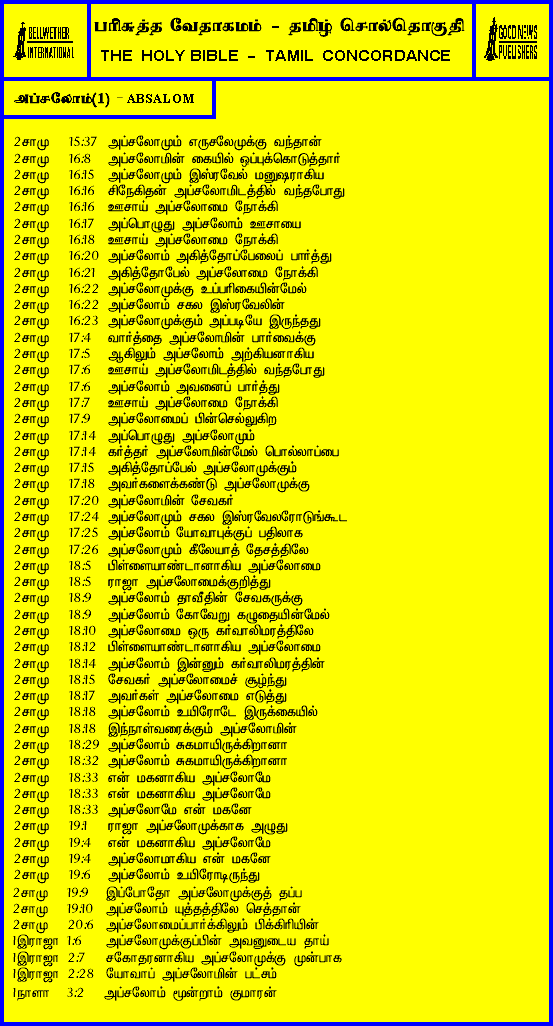 BELLWETHER INTERNATIONAL
பரிசுத்த வேதாகமம் - தமிழ் சொல்தொகுதி
THE HOLY BIBLE - TAMIL CONCORDANCE
GOOD NEWS PUBLISHERS
அப்சலோம்(1) - ABSALOM
2சாமு 15:37 அப்சலோமும் எருசலேமுக்கு வந்தான்
2சாமு 16:8 அப்சலோமின் கையில் ஒப்புக்கொடுத்தார்
2சாமு 16:15 அப்சலோமும் இஸ்ரவேல் மனுஷராகிய
2சாமு 16:16 சிநேகிதன் அப்சலோமிடத்தில் வந்தபோது
2சாமு 16:16 ஊசாய் அப்சலோமை நோக்கி
2சாமு 16:17 அப்பொழுது அப்சலோம் ஊசாயை
2சாமு 16:18 ஊசாய் அப்சலோமை நோக்கி
2சாமு 16:20 அப்சலோம் அகித்தோப்பேலைப் பார்த்து
2சாமு 16:21 அகித்தோபேல் அப்சலோமை நோக்கி
2சாமு 16:22 அப்சலோமுக்கு உப்பரிகையின்மேல்
2சாமு 16:22 அப்சலோம் சகல இஸ்ரவேலின்
2சாமு 16:23 அப்சலோமுக்கும் அப்படியே இருந்தது
2சாமு 17:4 வார்த்தை அப்சலோமின் பார்வைக்கு
2சாமு 17:5 ஆகிலும் அப்சலோம் அற்கியனாகிய
2சாமு 17:6 ஊசாய் அப்சலோமிடத்தில் வந்தபோது
2சாமு 17:6 அப்சலோம் அவனைப் பார்த்து
2சாமு 17:7 ஊசாய் அப்சலோமை நோக்கி
2சாமு 17:9 அப்சலோமைப் பின்செல்லுகிற
2சாமு 17:14 அப்பொழுது அப்சலோமும்
2சாமு 17:14 கர்த்தர் அப்சலோமின்மேல் பொல்லாப்பை
2சாமு 17:15 அகித்தோப்பேல் அப்சலோமுக்கும்
2சாமு 17:18 அவர்களைக்கண்டு அப்சலோமுக்கு
2சாமு 17:20 அப்சலோமின் சேவகர்
2சாமு 17:24 அப்சலோமும் சகல இஸ்ரவேலரோடுங்கூட
2சாமு 17:25 அப்சலோம் யோவாபுக்குப் பதிலாக
2சாமு 17:26 அப்சலோமும் கீலேயாத் தேசத்திலே
2சாமு 18:5 பிள்ளையாண்டானாகிய அப்சலோமை
2சாமு 18:5 ராஜா அப்சலோமைக்குறித்து
2சாமு 18:9 அப்சலோம் தாவீதின் சேவகருக்கு
2சாமு 18:9 அப்சலோம் கோவேறு கழுதையின்மேல்
2சாமு 18:10 அப்சலோமை ஒரு கர்வாலிமரத்திலே
2சாமு 18:12 பிள்ளையாண்டானாகிய அப்சலோமை
2சாமு 18:14 அப்சலோம் இன்னும் கர்வாலிமரத்தின்
2சாமு 18:15 சேவகர் அப்சலோமைச் சூழ்ந்து
2சாமு 18:17 அவர்கள் அப்சலோமை எடுத்து
2சாமு 18:18 அப்சலோம் உயிரோடே இருக்கையில்
2சாமு 18:18 இந்நாள்வரைக்கும் அப்சலோமின்
2சாமு 18:29 அப்சலோம் சுகமாயிருக்கிறானா
2சாமு 18:32 அப்சலோம் சுகமாயிருக்கிறானா
2சாமு 18:33 என் மகனாகிய அப்சலோமே
2சாமு 18:33 என் மகனாகிய அப்சலோமே
2சாமு 18:33 அப்சலோமே என் மகனே
2சாமு 19:1 ராஜா அப்சலோமுக்காக அழுது
2சாமு 19:4 என் மகனாகிய அப்சலோமே
2சாமு 19:4 அப்சலோமாகிய என் மகனே
2சாமு 19:6 அப்சலோம் உயிரோடிருந்து
2சாமு 19:9 இப்போதோ அப்சலோமுக்குத் தப்ப
2சாமு 19:10 அப்சலோம் யுத்தத்திலே செத்தான்
2சாமு 20:6 அப்சலோமைப்பார்க்கிலும் பிக்கிரியின்
1இராஜா 1:6 அப்சலோமுக்குப்பின் அவனுடைய தாய்
1இராஜா 2:7 சகோதரனாகிய அப்சலோமுக்கு முன்பாக
1இராஜா 2:28 யோவாப் அப்சலோமின் பட்சம்
1நாளா 3:2 அப்சலோம் மூன்றாம் குமாரன்